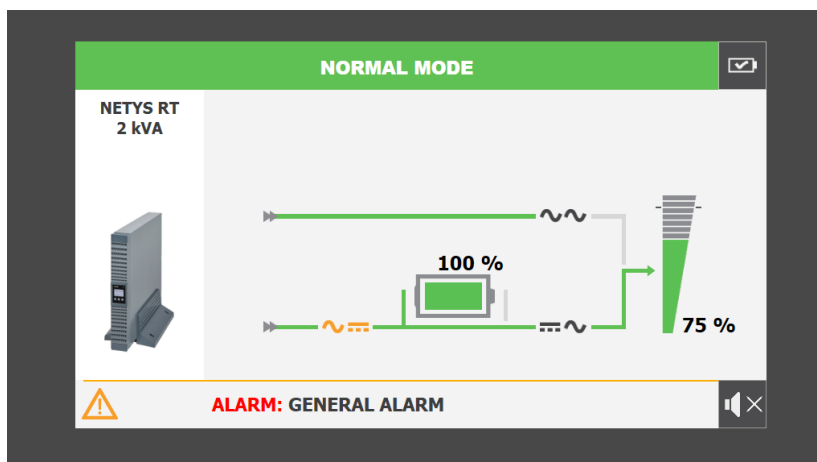 NORMAL MODE
NETYS RT
2 kVA
100 %
75 %
ALARM: GENERAL ALARM